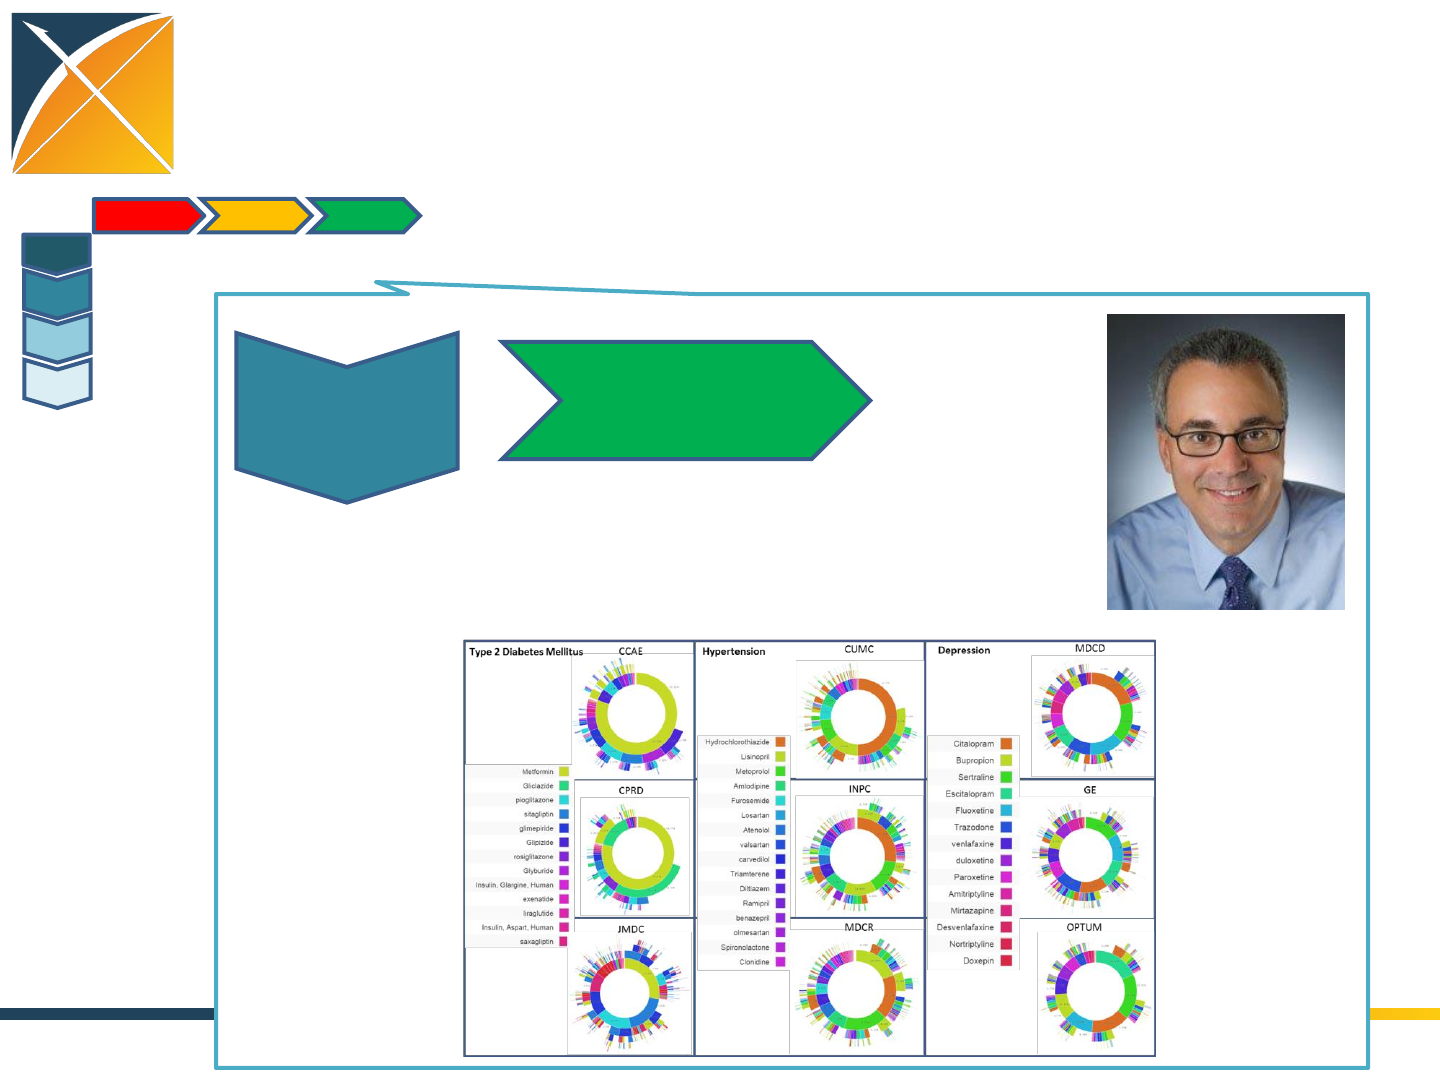 Type 2 Diabetes Mellitus
CCAE
Metformin
Gliclazide
pioglitazone
sitagliptin
glimepiride
Glipizide
rosiglitazone
Glyburide
Insulin, Glargine, Human
exenatide
liraglutide
Insulin, Aspart, Human
saxagliptin
CPRD
JMDC
Hypertension
CUMC
Hydrochlorothiazide
Lisinopril
Metoprolol
Amlodipine
Furosemide
Losartan
Atenolol
valsartan
carvedilol
Triamterene
Diltiazem
Ramipril
benazepril
olmesartan
Spironolactone
Clonidine
INPC
MDCR
Depression
MDCD
Citalopram
Bupropion
Sertraline
Escitalopram
Fluoxetine
Trazodone
venlafaxine
duloxetine
Paroxetine
Amitriptyline
Mirtazapine
Desvenlafaxine
Nortriptyline
Doxepin
GE
OPTUM